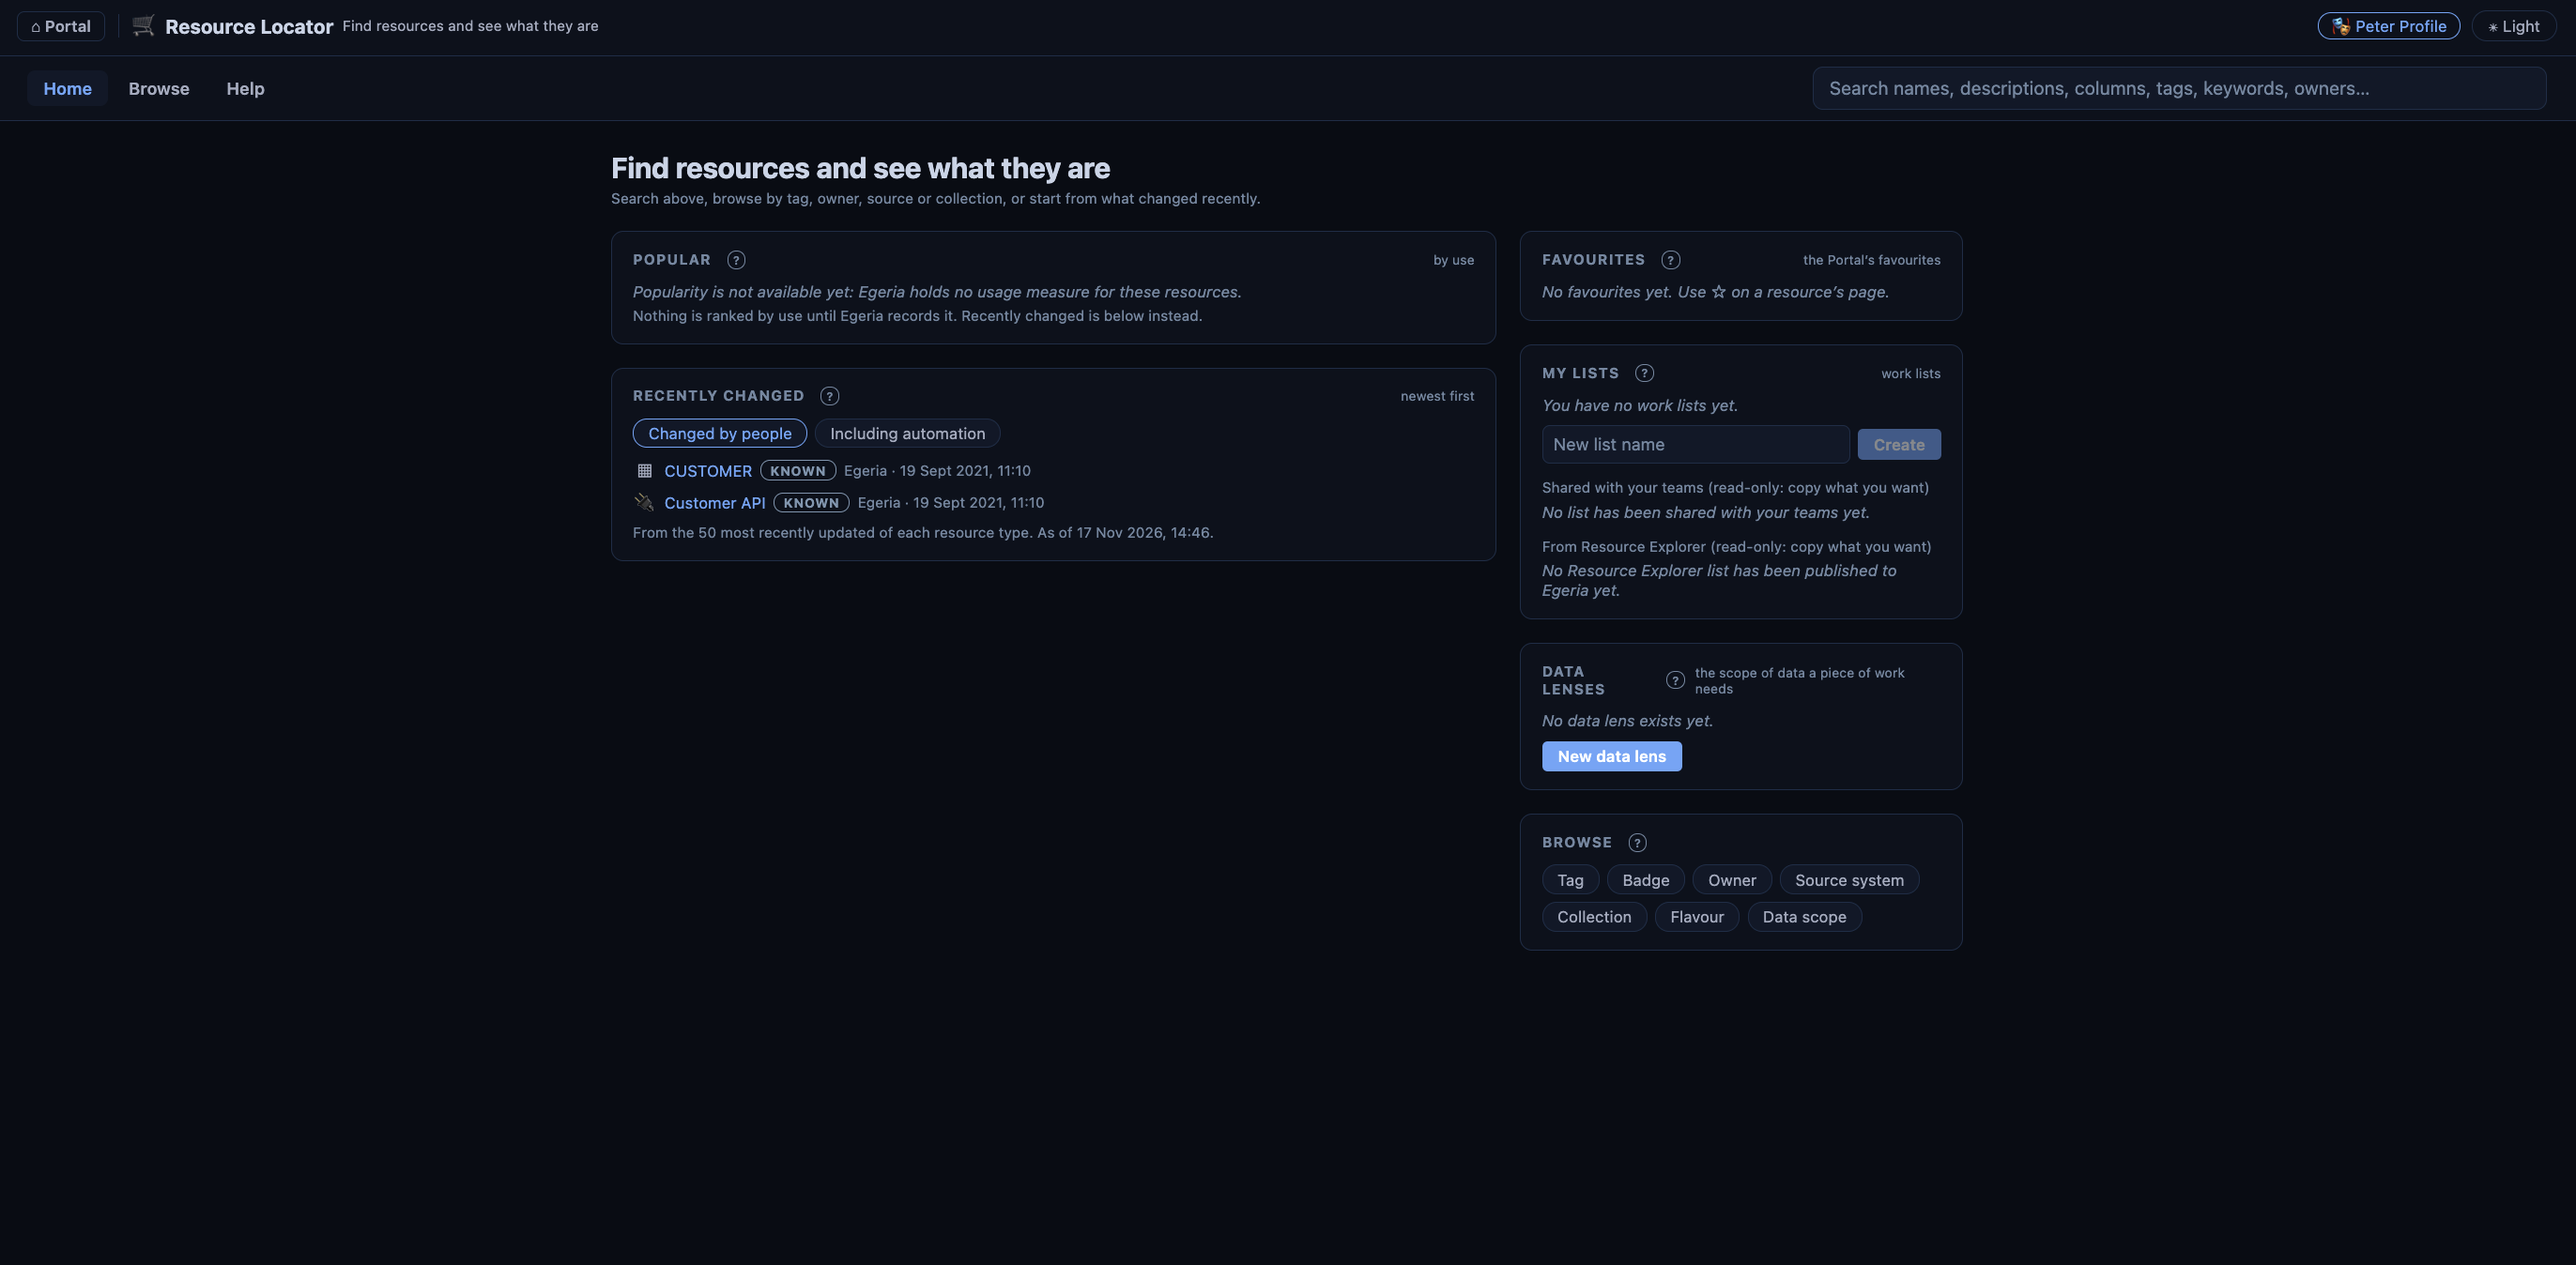 ⌂ Portal
Resource Locator
Find resources and see what they are
Peter Profile
☀ Light
Home
Browse
Help
Search names, descriptions, columns, tags, keywords, owners...
Find resources and see what they are
Search above, browse by tag, owner, source or collection, or start from what changed recently.
POPULAR ?
by use
Popularity is not available yet: Egeria holds no usage measure for these resources.
Nothing is ranked by use until Egeria records it. Recently changed is below instead.
RECENTLY CHANGED ?
newest first
Changed by people
Including automation
CUSTOMER KNOWN Egeria · 19 Sept 2021, 11:10
Customer API KNOWN Egeria · 19 Sept 2021, 11:10
From the 50 most recently updated of each resource type. As of 17 Nov 2026, 14:46.
FAVOURITES ?
the Portal's favourites
No favourites yet. Use ☆ on a resource's page.
MY LISTS ?
work lists
You have no work lists yet.
New list name
Create
Shared with your teams (read-only: copy what you want)
No list has been shared with your teams yet.
From Resource Explorer (read-only: copy what you want)
No Resource Explorer list has been published to
Egeria yet.
DATA
LENSES
?
the scope of data a piece of work
needs
No data lens exists yet.
New data lens
BROWSE ?
Tag
Badge
Owner
Source system
Collection
Flavour
Data scope